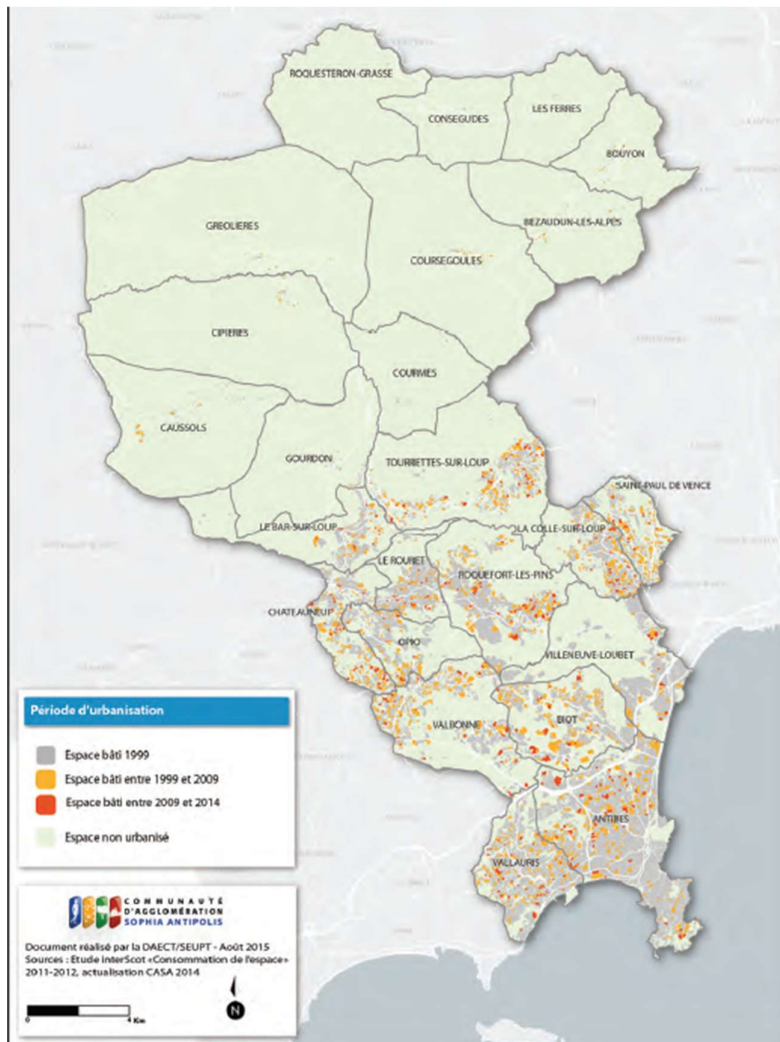 ROQUESTERON-GRASSE
CONSEGUDES
LES FERRES
BOUYON
BEZAUDUN-LES-ALPES
GREOLIERES
COURSEGOULES
CIPIERES
COURMES
CAUSSOLS
GOURDON
TOURRETTES-SUR-LOUP
SAINT-PAUL DE VENCE
LE BAR-SUR-LOUP
LA COLLE-SUR-LOUP
LE ROURET
ROQUEFORT-LES-PINS
CHATEAUNEUF
OPIO
VILLENEUVE-LOUBET
VALBONNE
BIOT
ANTIBES
VALLAURIS
Période d'urbanisation
Espace bâti 1999
Espace bâti entre 1999 et 2009
Espace bâti entre 2009 et 2014
Espace non urbanisé
COMMUNAUTÉ
D'AGGLOMÉRATION
SOPHIA ANTIPOLIS
Document réalisé par la DAECT/SEUPT - Août 2015
Sources : Etude InterScot «Consommation de l'espace»
2011-2012, actualisation CASA 2014
N
0 4 Km